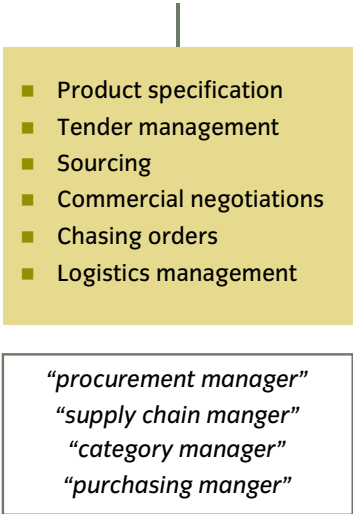 Product specification
Tender management
Sourcing
Commercial negotiations
Chasing orders
Logistics management
“procurement manager”
“supply chain manger”
“category manager”
“purchasing manger”